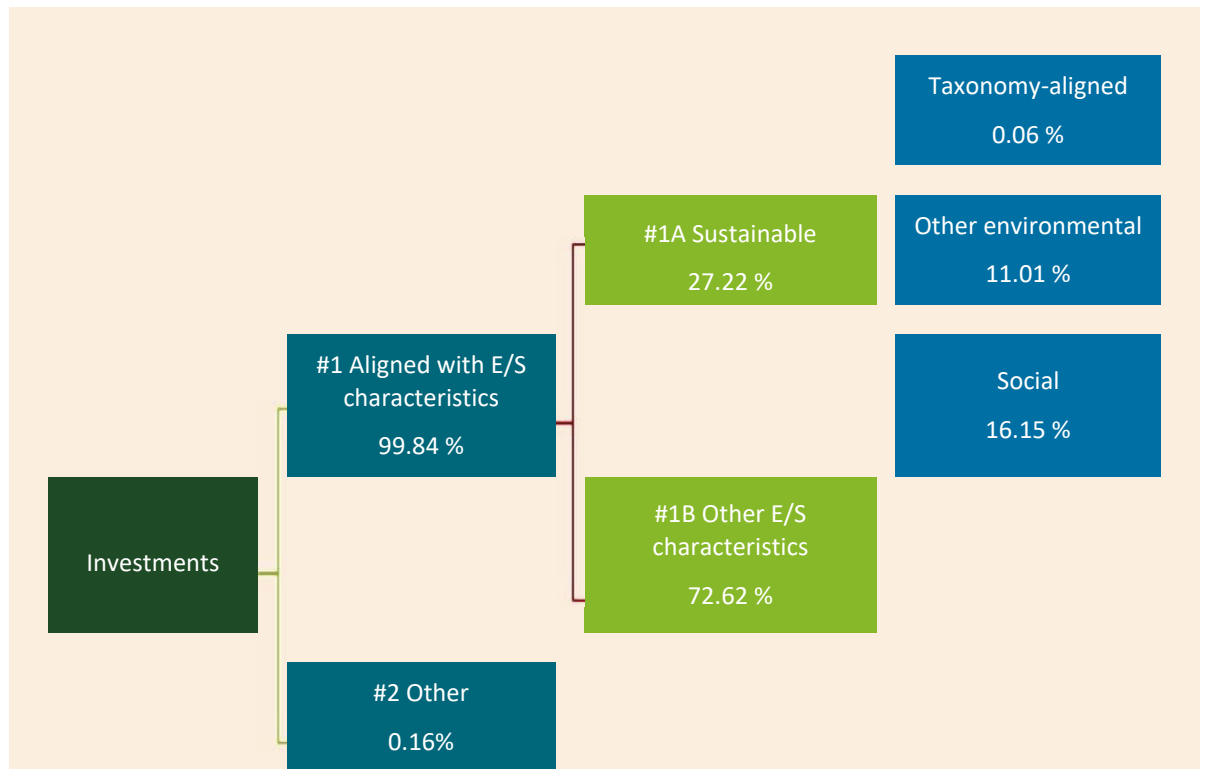 Taxonomy-aligned
0.06 %
#1A Sustainable
27.22 %
Other environmental
11.01 %
#1 Aligned with E/S
characteristics
99.84 %
Social
16.15 %
Investments
#1B Other E/S
characteristics
72.62 %
#2 Other
0.16%